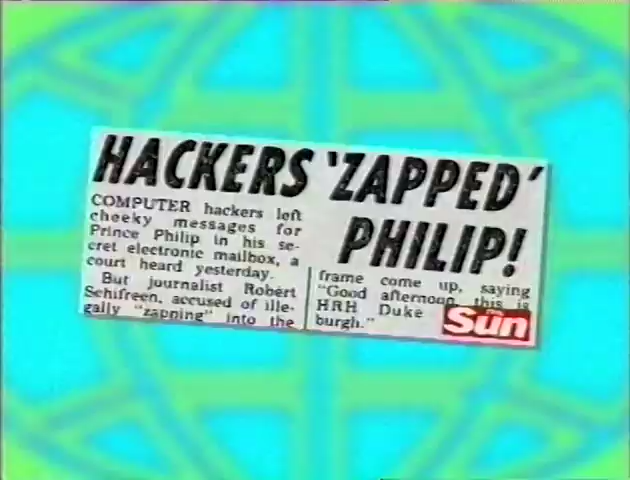 HACKERS 'ZAPPED'
PHILIP!
COMPUTER hackers left
cheeky messages for
Prince Philip in his se-
cret electronic mailbox, a
court heard yesterday.
But journalist Robert
Schifreen, accused of ille-
gally "zapping" into the
frame come up, saying
"Good afternoon, this is
HRH Duke
burgh."
THE Sun